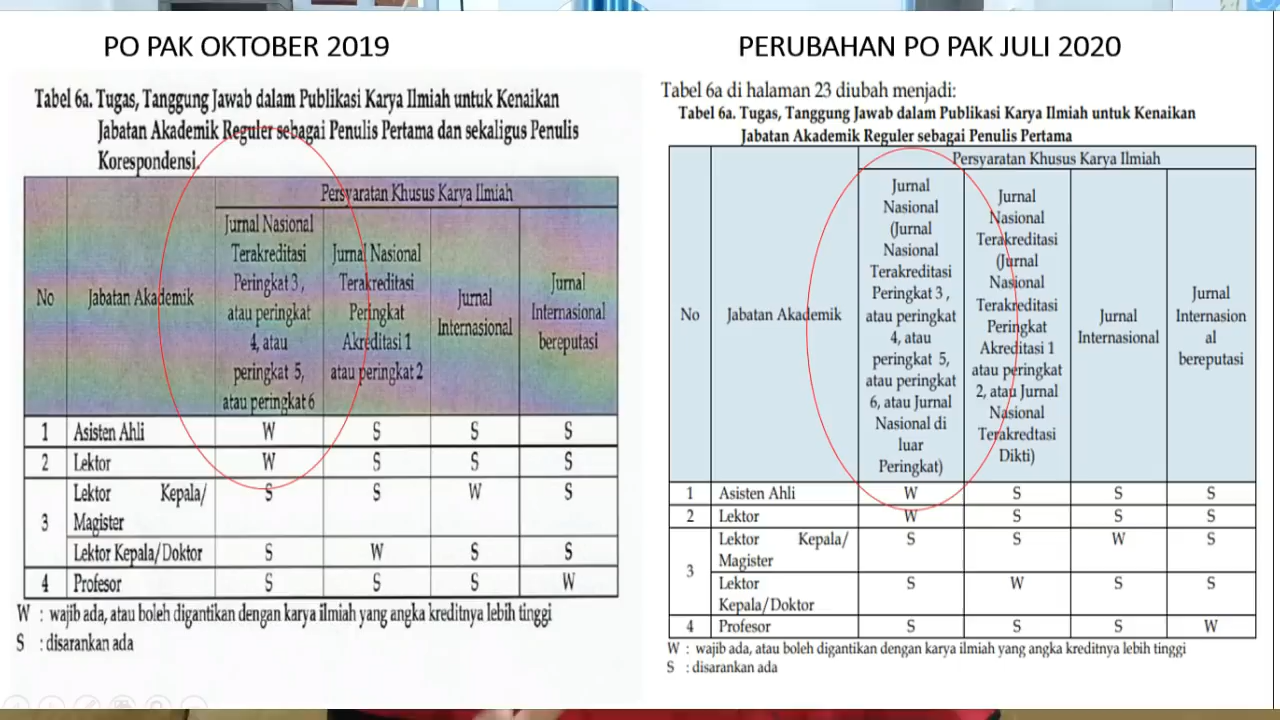 PO PAK OKTOBER 2019
Tabel 6a. Tugas, Tanggung Jawab dalam Publikasi Karya Ilmiah untuk Kenaikan
Jabatan Akademik Reguler sebagai Penulis Pertama dan sekaligus Penulis
Korespondensi.
No
Jabatan Akademik
Persyaratan Khusus Karya Ilmiah
Jurnal Nasional
Terakreditasi
Peringkat 3 ,
atau peringkat
4, atau
peringkat 5,
atau peringkat 6
Jurnal Nasional
Terakreditasi
Peringkat
Akreditasi 1
atau peringkat 2
Jurnal
Internasional
Jurnal
Internasional
bereputasi
1 Asisten Ahli W S S S
2 Lektor W S S S
3 Lektor Kepala/ S S W S
Magister
Lektor Kepala/Doktor S W S S
4 Profesor S S S W
W : wajib ada, atau boleh digantikan dengan karya ilmiah yang angka kreditnya lebih tinggi
S : disarankan ada
PERUBAHAN PO PAK JULI 2020
Tabel 6a di halaman 23 diubah menjadi:
Tabel 6a. Tugas, Tanggung Jawab dalam Publikasi Karya Ilmiah untuk Kenaikan
Jabatan Akademik Reguler sebagai Penulis Pertama
No
Jabatan Akademik
Persyaratan Khusus Karya Ilmiah
Jurnal
Nasional
(Jurnal
Nasional
Terakreditasi
Peringkat 3 ,
atau peringkat
4, atau
peringkat 5,
atau peringkat
6, atau Jurnal
Nasional di
luar
Peringkat)
Jurnal
Nasional
Terakreditasi
(Jurnal
Nasional
Terakreditasi
Peringkat
Akreditasi 1
atau peringkat
2, atau Jurnal
Nasional
Terakredtasi
Dikti)
Jurnal
Internasional
Jurnal
Internasion
al
bereputasi
1 Asisten Ahli W S S S
2 Lektor W S S S
3 Lektor Kepala/ S S W S
Magister
Lektor S W S S
Kepala/Doktor
4 Profesor S S S W
W : wajib ada, atau boleh digantikan dengan karya ilmiah yang angka kreditnya lebih tinggi
S : disarankan ada